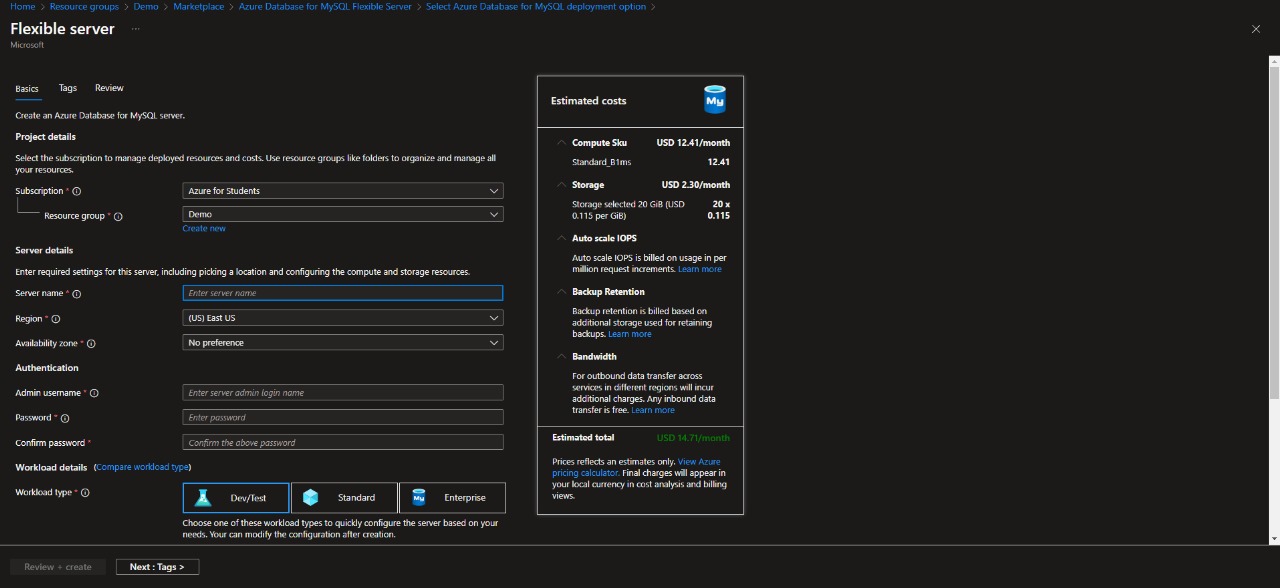 Home > Resource groups > Demo > Marketplace > Azure Database for MySQL Flexible Server > Select Azure Database for MySQL deployment option >
Flexible server ...
Microsoft
Basics Tags Review
Create an Azure Database for MySQL server.
Project details
Select the subscription to manage deployed resources and costs. Use resource groups like folders to organize and manage all
your resources.
Subscription *
Azure for Students
Resource group *
Demo
Create new
Server details
Enter required settings for this server, including picking a location and configuring the compute and storage resources.
Server name *
Enter server name
Region *
(US) East US
Availability zone *
No preference
Authentication
Admin username *
Enter server admin login name
Password *
Enter password
Confirm password *
Confirm the above password
Workload details (Compare workload type)
Workload type *
Dev/Test
Standard
My
Enterprise
Choose one of these workload types to quickly configure the server based on your
needs. Your can modify the configuration after creation.
Review + create
Next : Tags >
Estimated costs
My
Compute Sku USD 12.41/month
Standard_B1ms 12.41
Storage USD 2.30/month
Storage selected 20 GiB (USD 20 x
0.115 per GiB) 0.115
Auto scale IOPS
Auto scale IOPS is billed on usage in per
million request increments. Learn more
Backup Retention
Backup retention is billed based on
additional storage used for retaining
backups. Learn more
Bandwidth
For outbound data transfer across
services in different regions will incur
additional charges. Any inbound data
transfer is free. Learn more
Estimated total USD 14.71/month
Prices reflect an estimates only. View Azure
pricing calculator. Final charges will appear in
your local currency in cost analysis and billing
views.